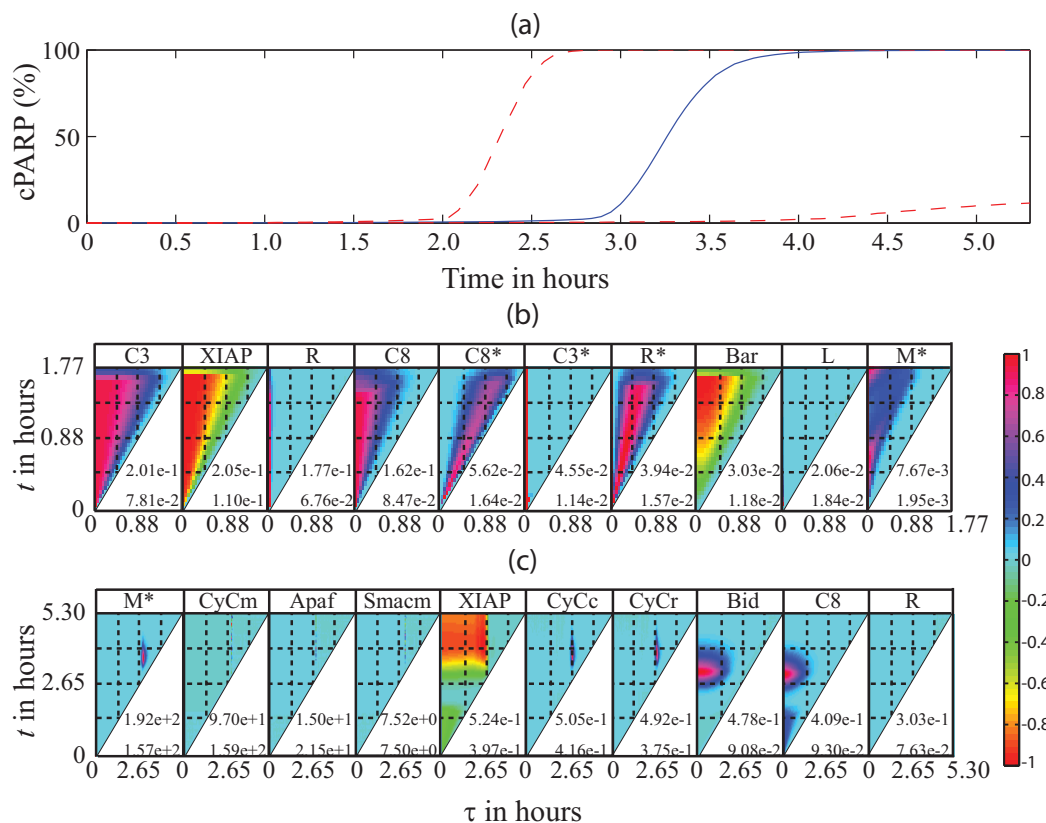 (a)
cPARP (%)
100
50
0
0 0.5 1.0 1.5 2.0 2.5 3.0 3.5 4.0 4.5 5.0
Time in hours
(b)
C3 XIAP R C8 C8* C3* R* Bar L M*
t in hours
1.77
0.88
0
2.01e-1 2.05e-1 1.77e-1 1.62e-1 5.62e-2 4.55e-2 3.94e-2 3.03e-2 2.06e-2 7.67e-3
7.81e-2 1.10e-1 6.76e-2 8.47e-2 1.64e-2 1.14e-2 1.57e-2 1.18e-2 1.84e-2 1.95e-3
0 0.88 0 0.88 0 0.88 0 0.88 0 0.88 0 0.88 0 0.88 0 0.88 0 0.88 0 0.88 1.77
(c)
M* CyCm Apaf Smacm XIAP CyCc CyCr Bid C8 R
t in hours
5.30
2.65
0
1.92e+2 9.70e+1 1.50e+1 7.52e+0 5.24e-1 5.05e-1 4.92e-1 4.78e-1 4.09e-1 3.03e-1
1.57e+2 1.59e+2 2.15e+1 7.50e+0 3.97e-1 4.16e-1 3.75e-1 9.08e-2 9.30e-2 7.63e-2
0 2.65 0 2.65 0 2.65 0 2.65 0 2.65 0 2.65 0 2.65 0 2.65 0 2.65 0 2.65 5.30
τ in hours
1
0.8
0.6
0.4
0.2
0
-0.2
-0.4
-0.6
-0.8
-1